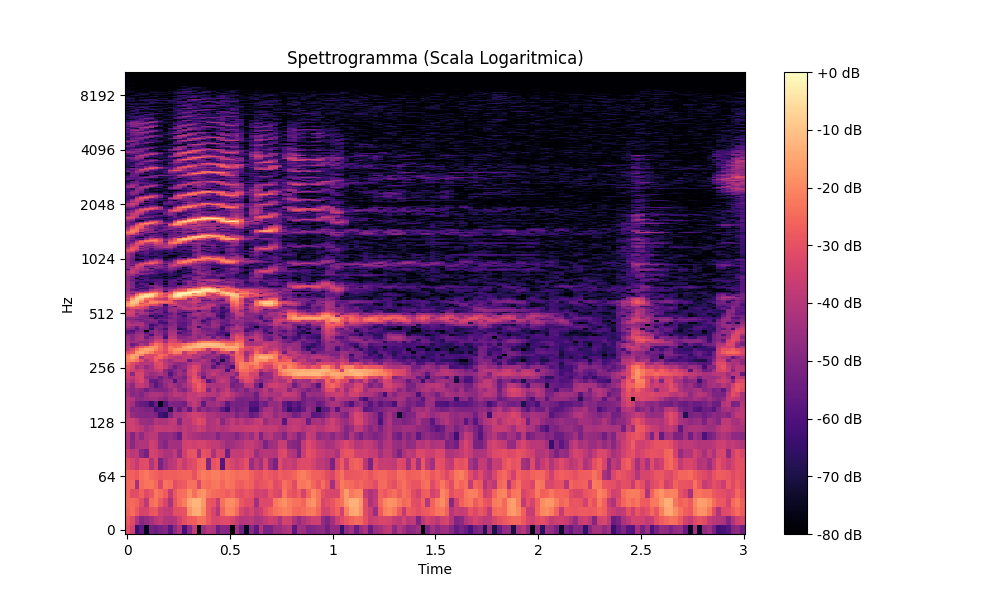 Spettrogramma (Scala Logaritmica)
8192
4096
2048
1024
512
256
128
64
0
Hz
0
0.5
1
1.5
2
2.5
3
Time
+0 dB
-10 dB
-20 dB
-30 dB
-40 dB
-50 dB
-60 dB
-70 dB
-80 dB